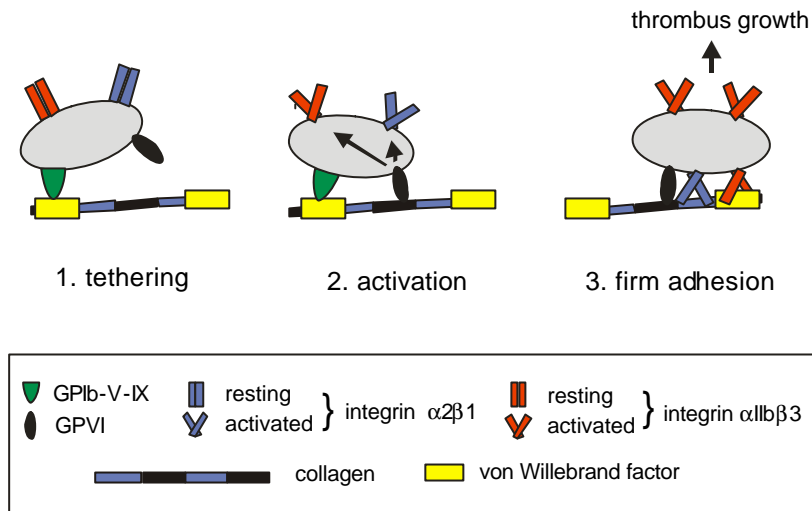 thrombus growth
1. tethering
2. activation
3. firm adhesion
GPIb-V-IX
GPVI
resting
activated
} integrin α2β1
resting
activated
} integrin αIIbβ3
collagen
von Willebrand factor